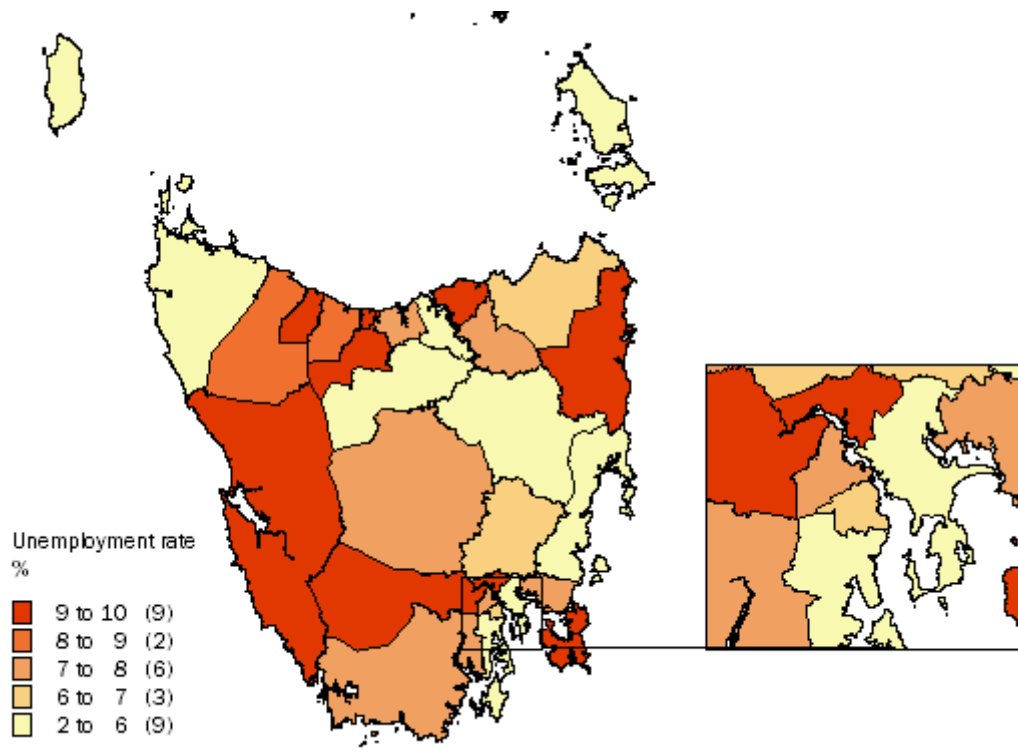 Unemployment rate
%
9 to 10 (9)
8 to 9 (2)
7 to 8 (6)
6 to 7 (3)
2 to 6 (9)